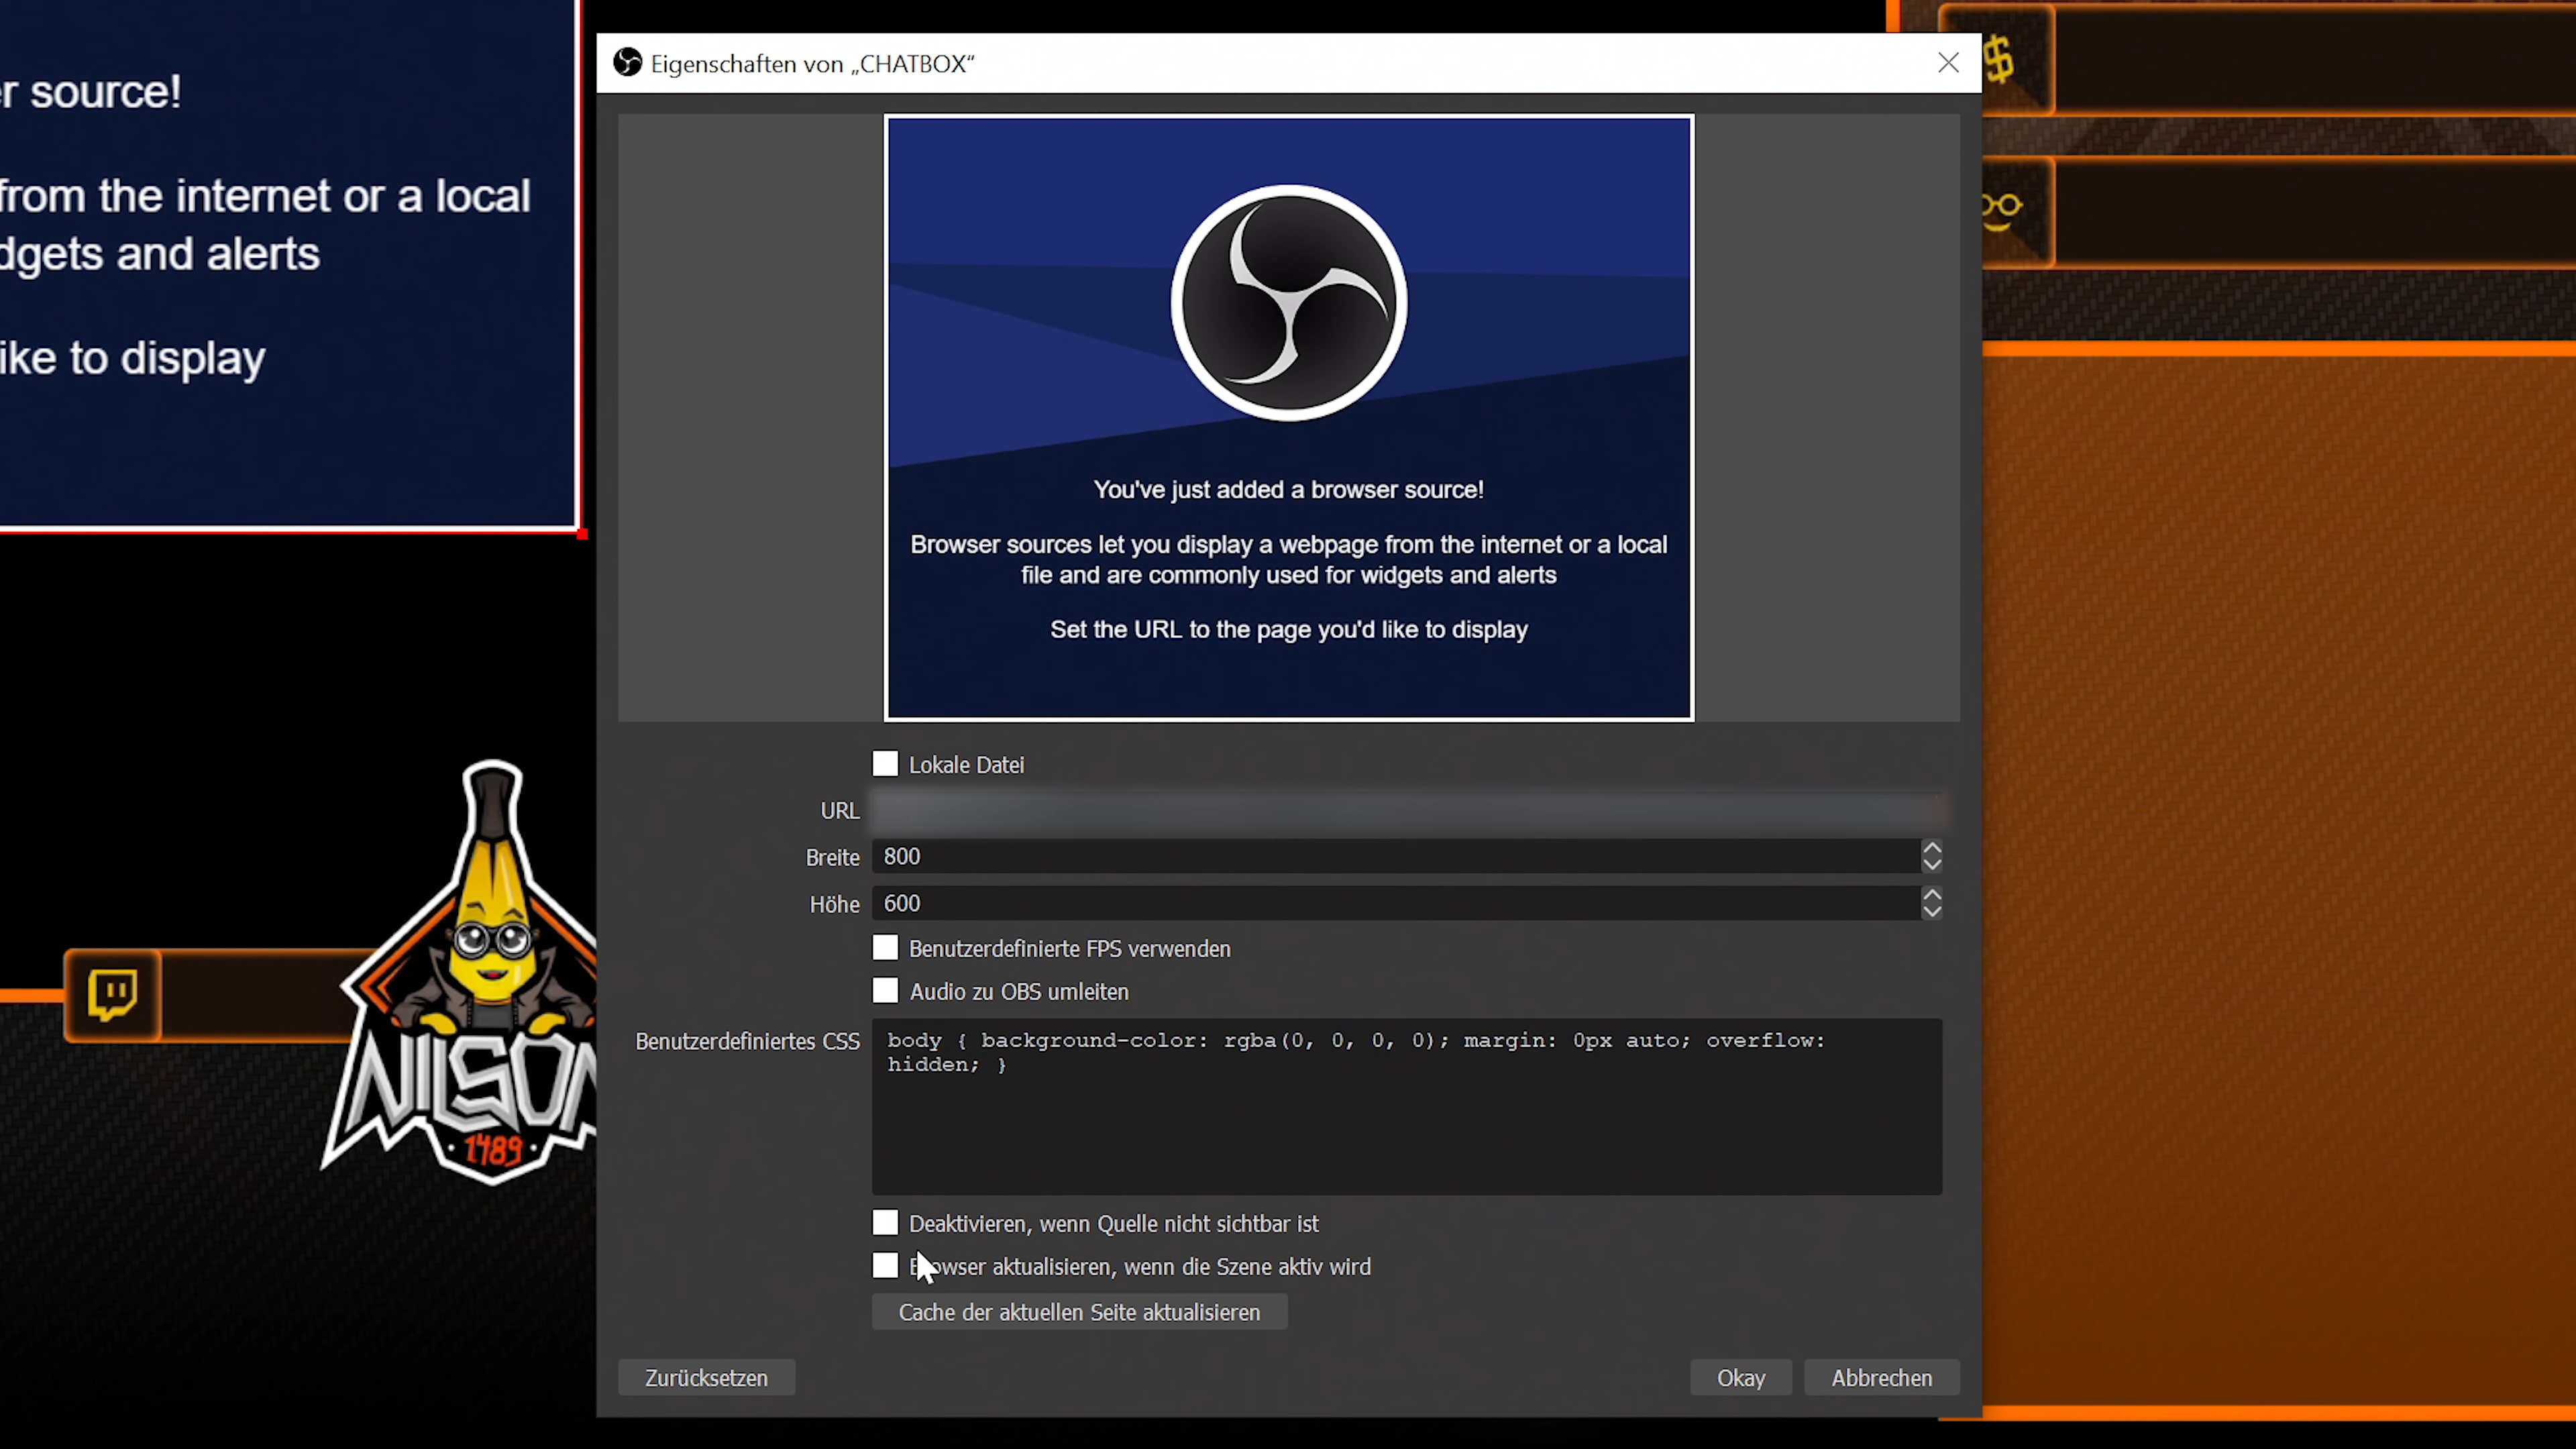 Eigenschaften von „CHATBOX“
r source!
from the internet or a local
dgets and alerts
ike to display
You've just added a browser source!
Browser sources let you display a webpage from the internet or a local
file and are commonly used for widgets and alerts
Set the URL to the page you'd like to display
Lokale Datei
URL
Breite 800
Höhe 600
Benutzerdefinierte FPS verwenden
Audio zu OBS umleiten
Benutzerdefiniertes CSS body { background-color: rgba(0, 0, 0, 0); margin: 0px auto; overflow:
hidden; }
Deaktivieren, wenn Quelle nicht sichtbar ist
Browser aktualisieren, wenn die Szene aktiv wird
Cache der aktuellen Seite aktualisieren
Zurücksetzen Okay Abbrechen
NILSON
1489
$